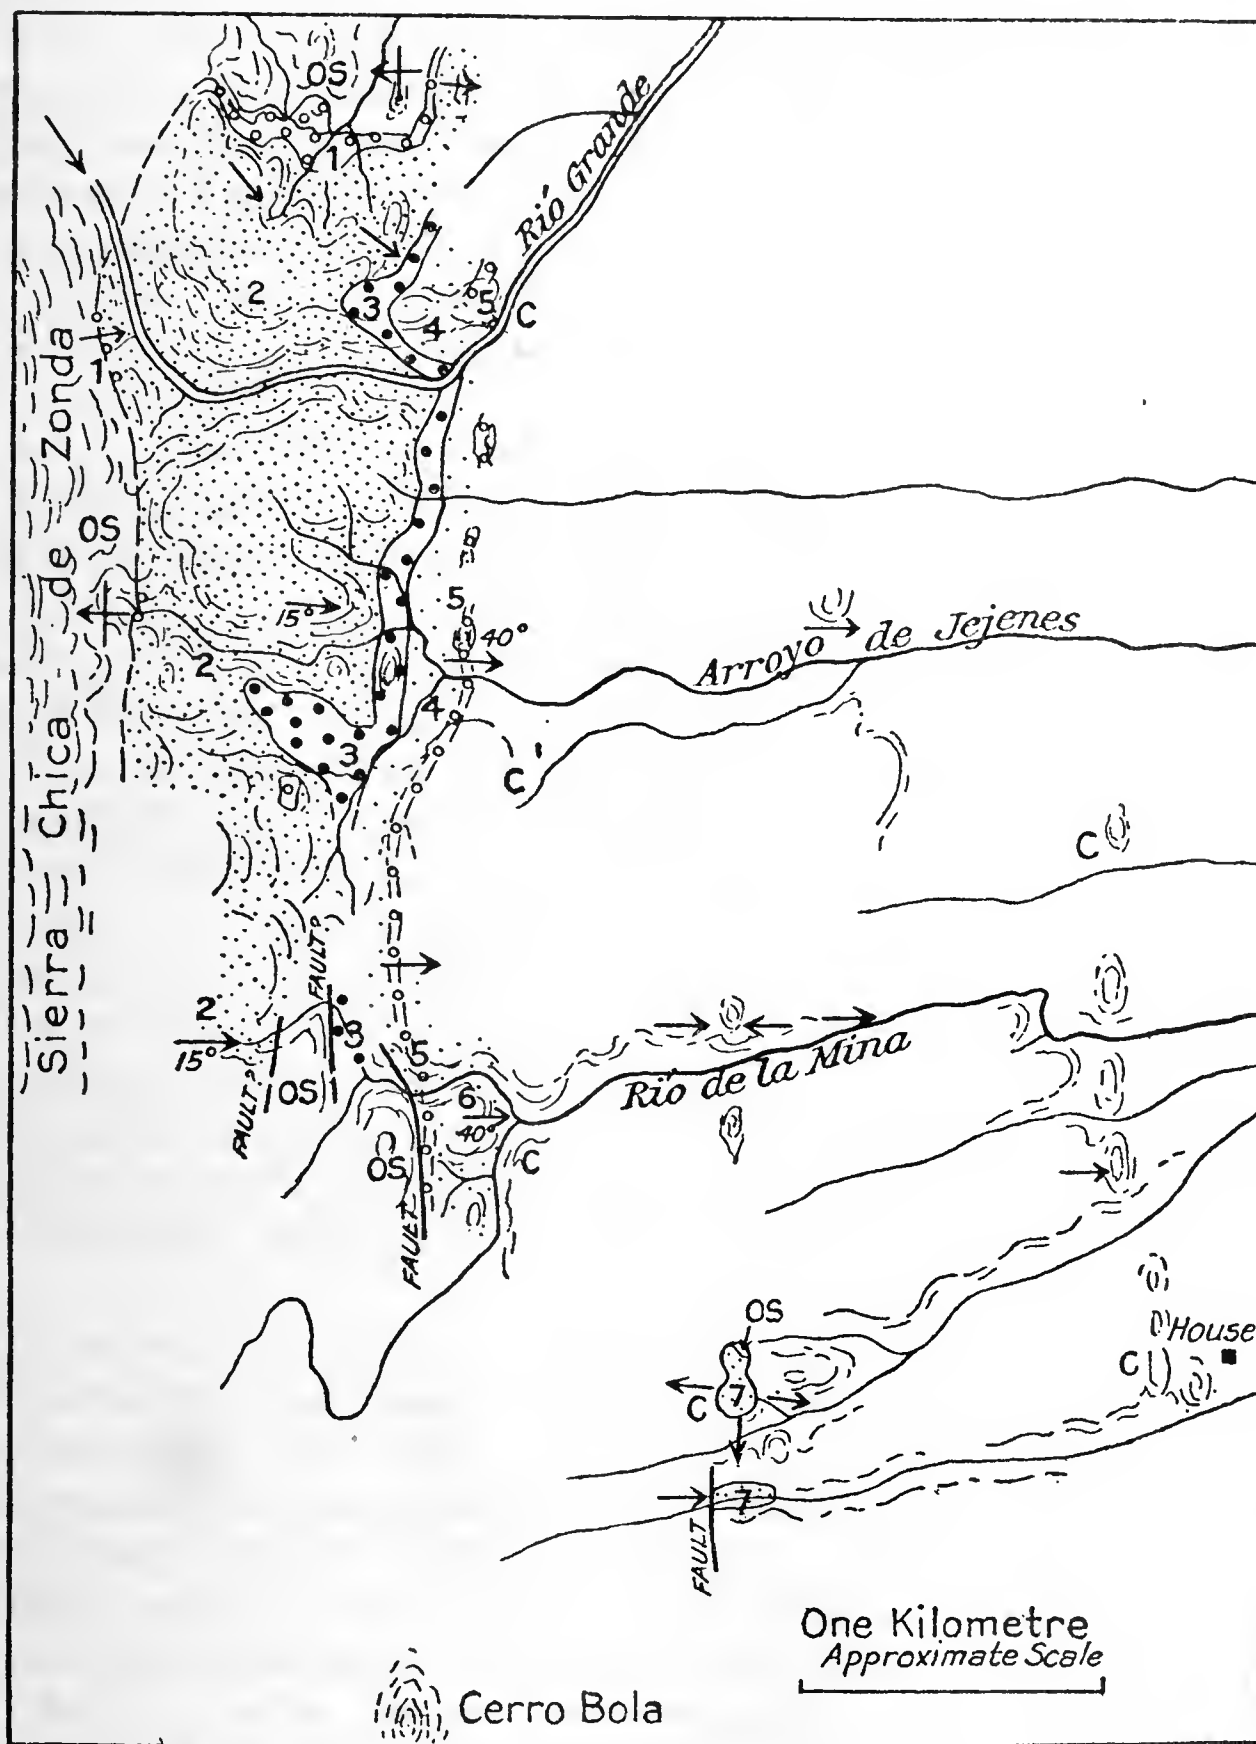 OS
1
Río Grande
2
3
5
4
C
1
Sierra Chica de Zonda
OS
15°
5
40°
Arroyo de Jejenes
2
4
3
C
C
FAULT?
2
15°
3
5
FAULT?
OS
6
40°
Río de la Mina
OS
C
FAULT
OS
House
C
7
C
7
FAULT
One Kilometre
Approximate Scale
Cerro Bola